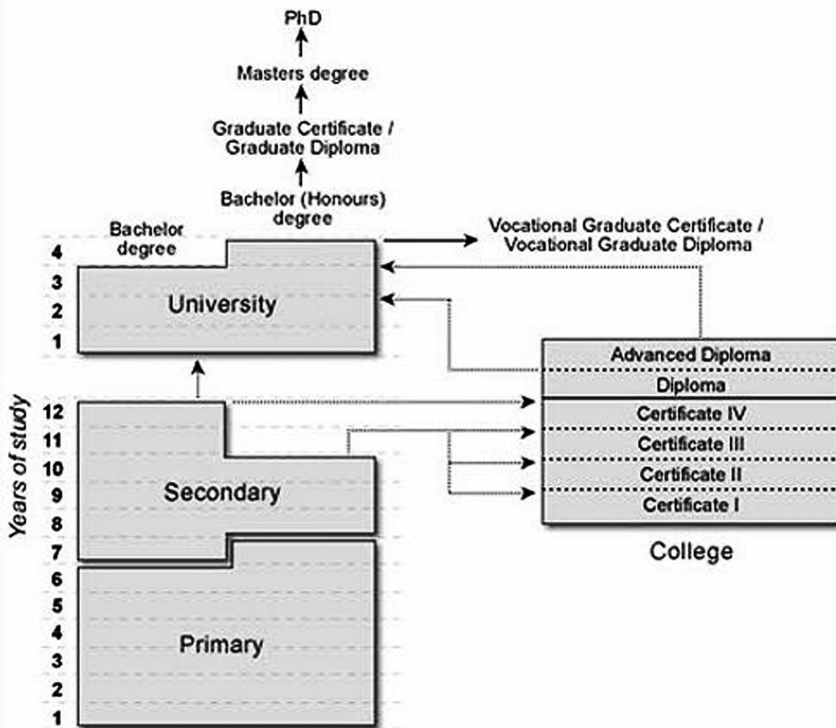 PhD
Masters degree
Graduate Certificate /
Graduate Diploma
Bachelor (Honours)
degree
Bachelor
degree
Vocational Graduate Certificate /
Vocational Graduate Diploma
4
3
2
1
University
Advanced Diploma
Diploma
Certificate IV
Certificate III
Certificate II
Certificate I
College
Years of study
12
11
10
9
8
7
Secondary
6
5
4
3
2
1
Primary